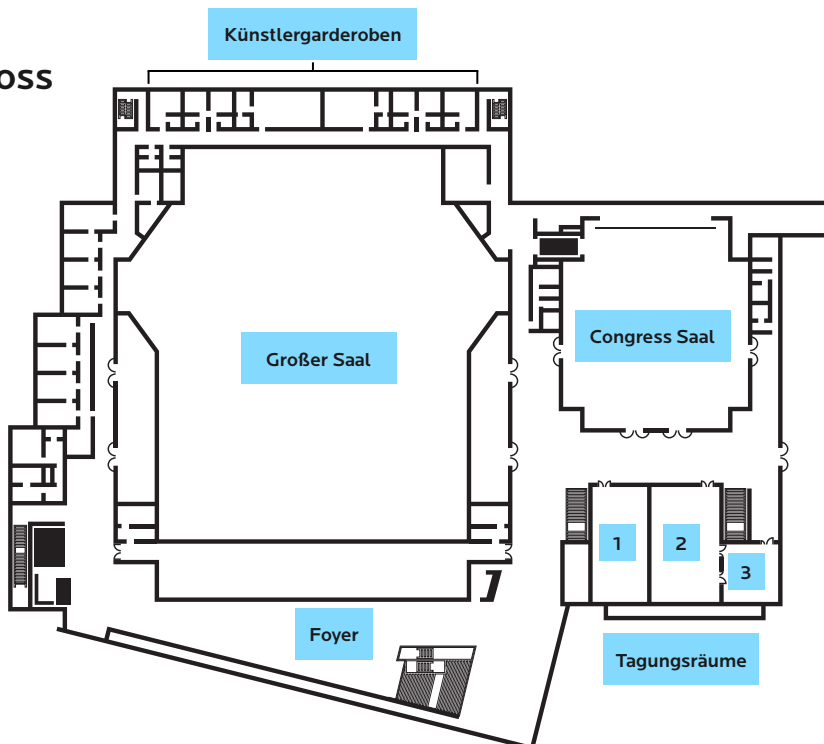 Künstlergarderoben
oss
Großer Saal
Congress Saal
1
2
3
Foyer
Tagungsräume